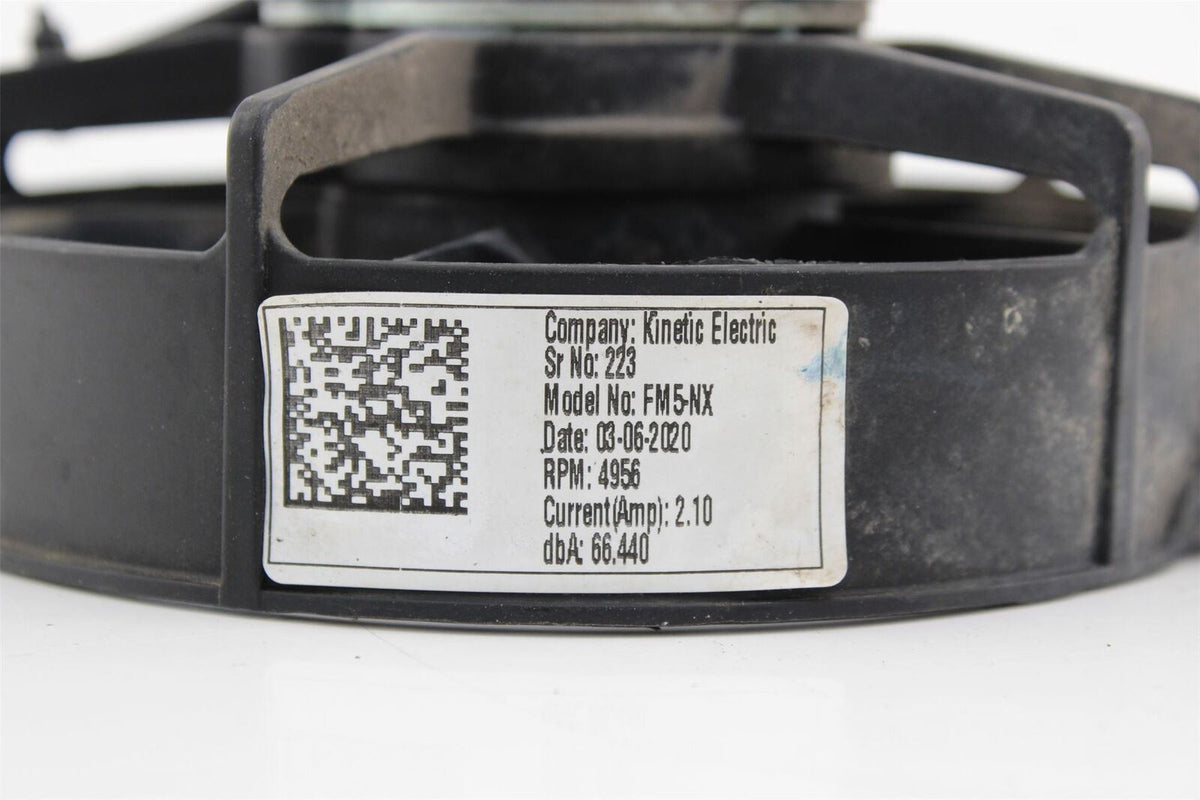 Company: Kinetic Electric
Sr No: 223
Model No: FM5-NX
Date: 03-06-2020
RPM: 4956
Current(Amp): 2.10
dbA: 66.440